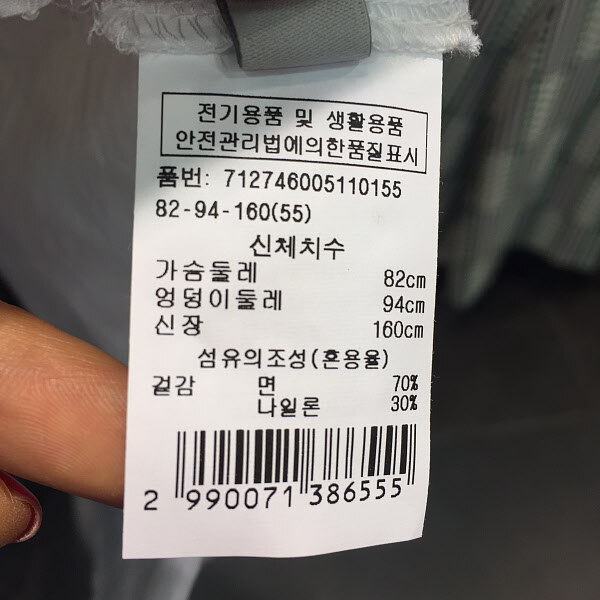 전기용품 및 생활용품
안전관리법에의한품질표시
품번: 712746005110155
82-94-160(55)
신체치수
가슴둘레 82cm
엉덩이둘레 94cm
신장 160cm
섬유의조성(혼용율)
겉감 면 70%
나일론 30%
2 990071 386555